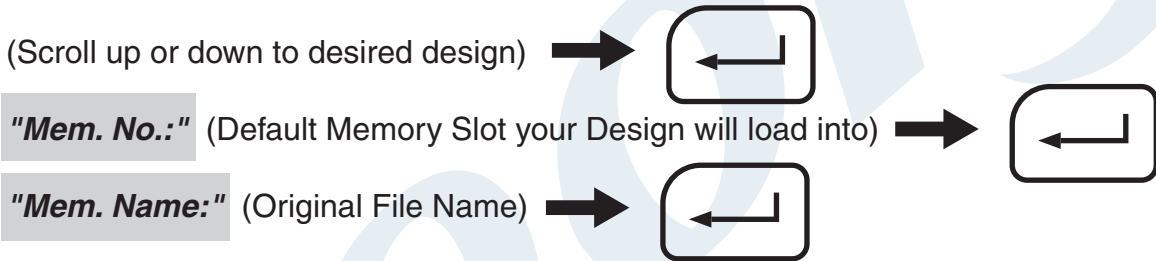 (Scroll up or down to desired design)
"Mem. No.:" (Default Memory Slot your Design will load into)
"Mem. Name:" (Original File Name)